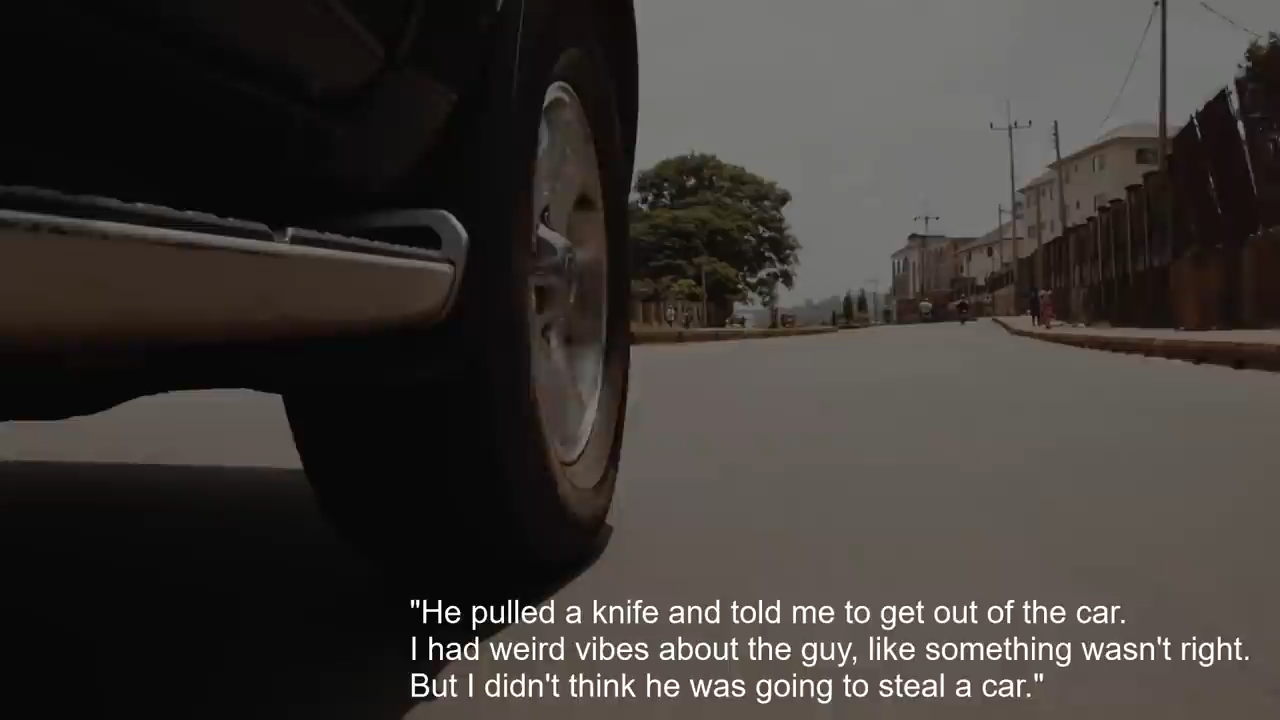 "He pulled a knife and told me to get out of the car.
I had weird vibes about the guy, like something wasn't right.
But I didn't think he was going to steal a car."